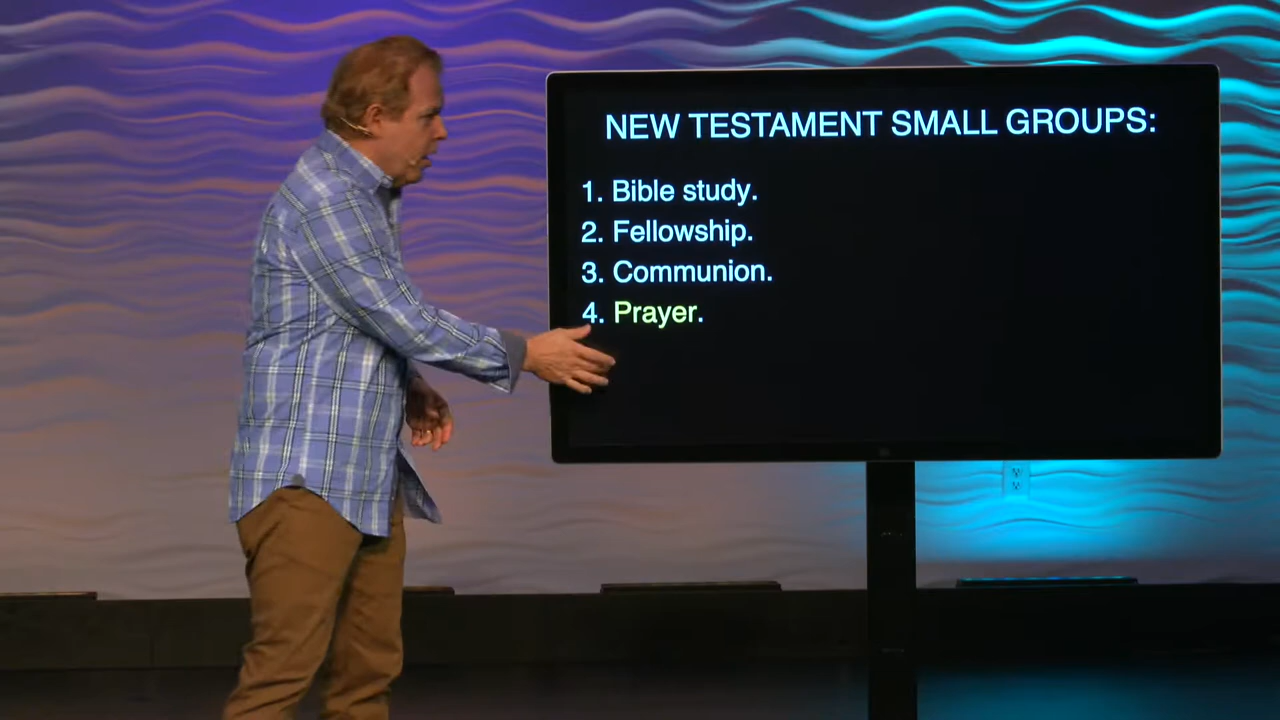 NEW TESTAMENT SMALL GROUPS:
1. Bible study.
2. Fellowship.
3. Communion.
4. Prayer.